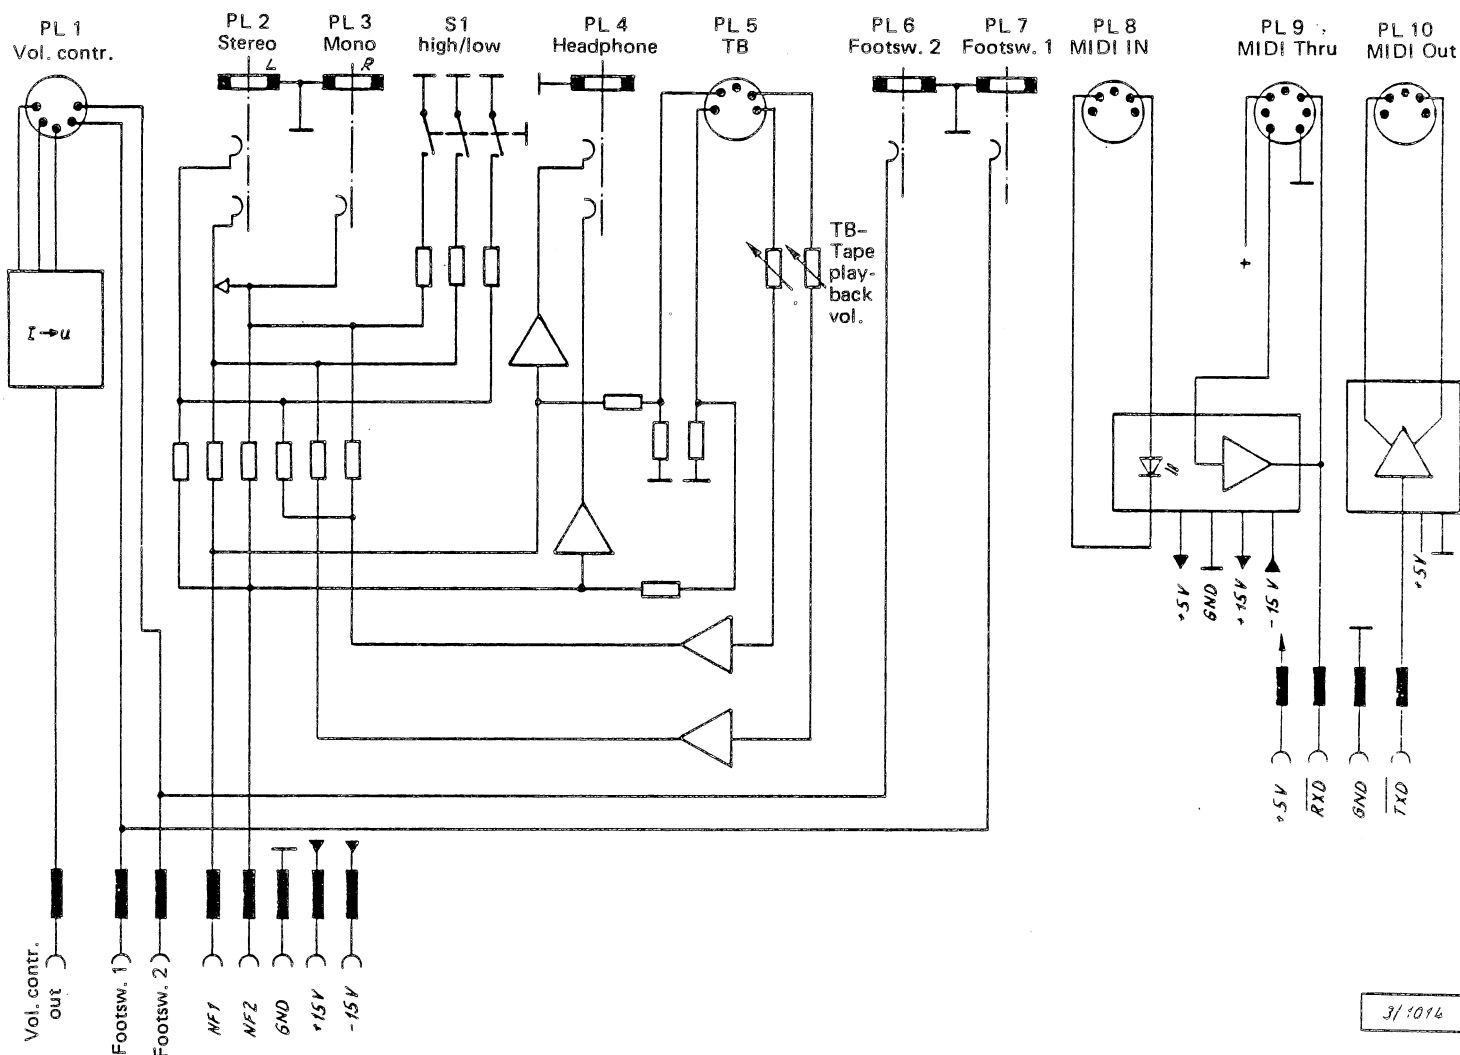 PL 1
Vol. contr.
PL 2
Stereo
L
PL 3
Mono
R
S1
high/low
PL 4
Headphone
PL 5
TB
PL 6
Footsw. 2
PL 7
Footsw. 1
PL 8
MIDI IN
PL 9
MIDI Thru
PL 10
MIDI Out
TB-
Tape
play-
back
vol.
+
I→u
+5V
GND
+15V
-15V
+5V
+5V
RXD
GND
TXD
Vol. contr.
out
Footsw. 1
Footsw. 2
NF1
NF2
GND
+15V
-15V